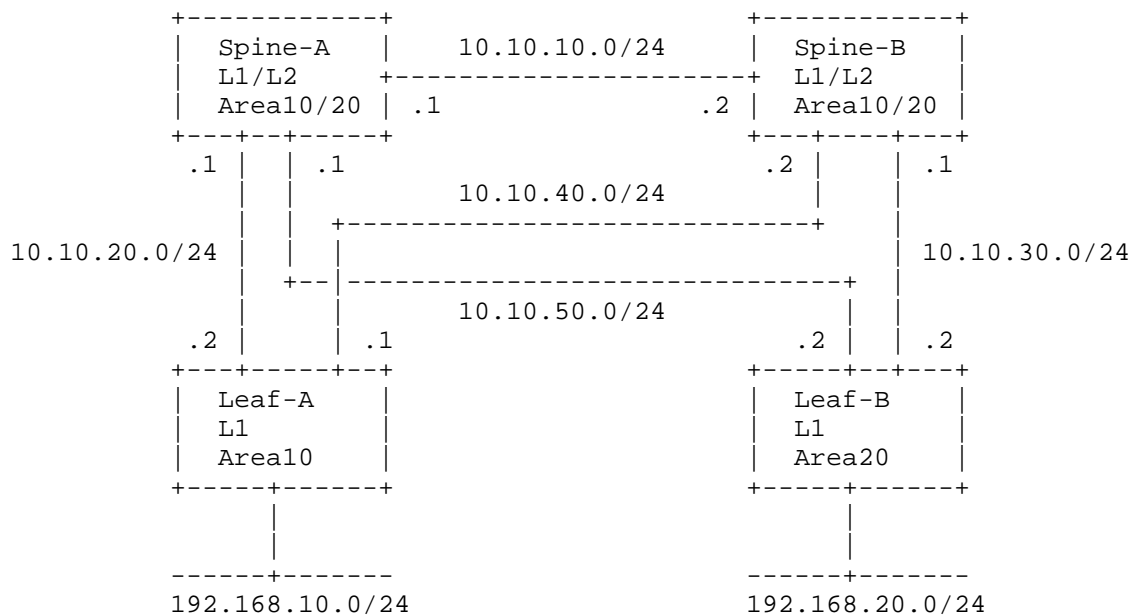 Spine-A 10.10.10.0/24 Spine-B
L1/L2 L1/L2
Area10/20 .1 .2 Area10/20
.1 .1 .2 .1
10.10.40.0/24
10.10.20.0/24 10.10.30.0/24
10.10.50.0/24
.2 .1 .2 .2
Leaf-A Leaf-B
L1 L1
Area10 Area20
192.168.10.0/24 192.168.20.0/24